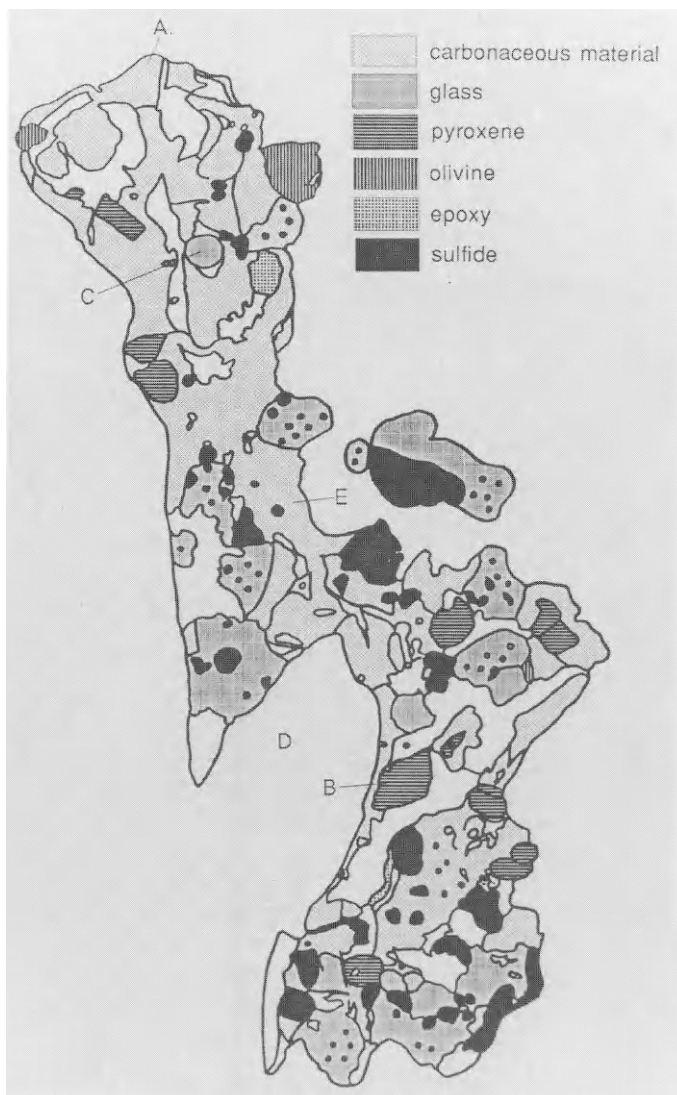 A.
carbonaceous material
glass
pyroxene
olivine
epoxy
sulfide
C
E
D
B